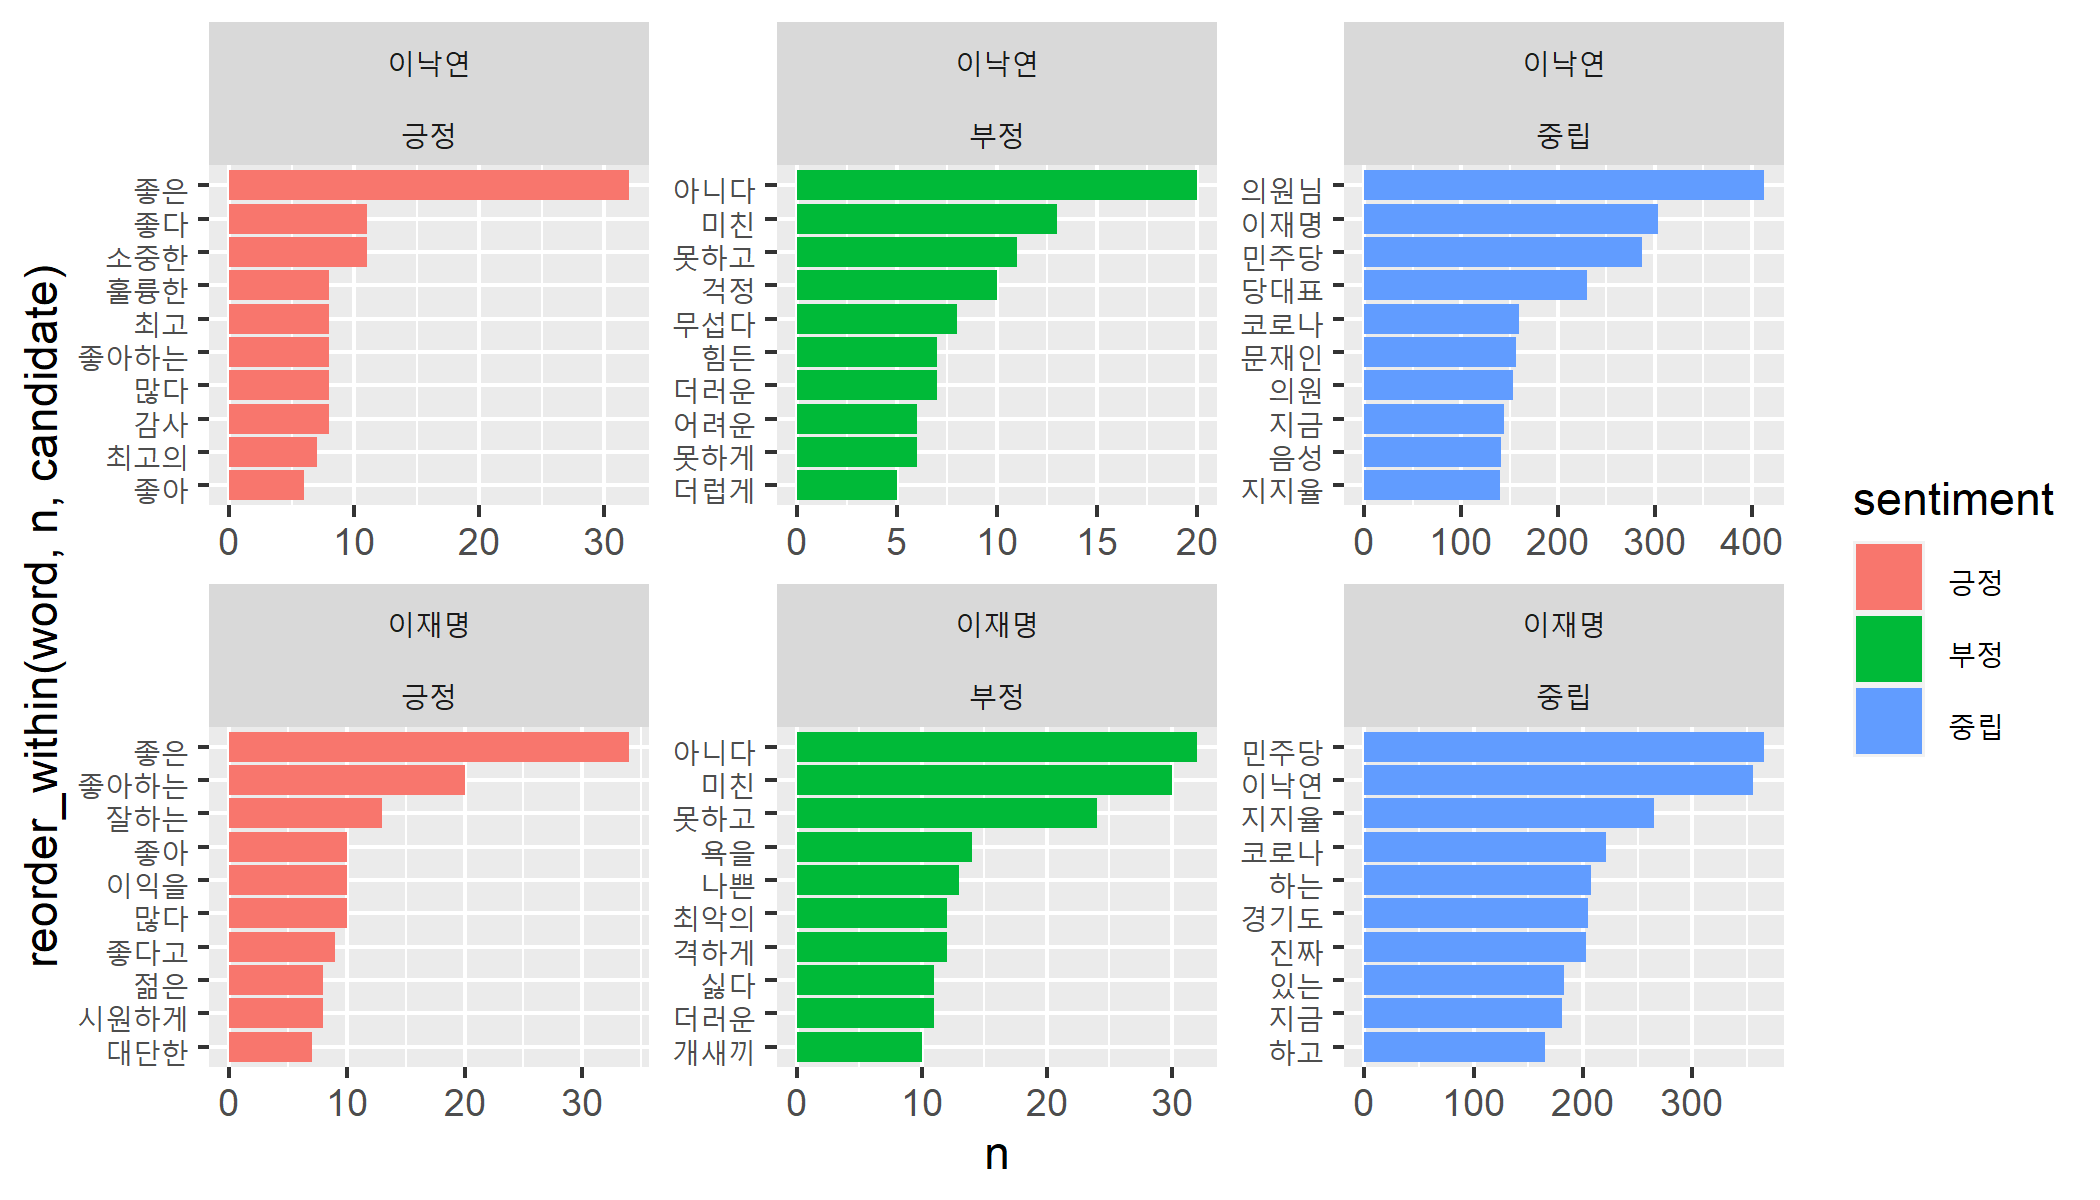 reorder_within(word, n, candidate)
이낙연
긍정
좋은
좋다
소중한
훌륭한
최고
좋아하는
많다
감사
최고의
좋아
0 10 20 30
이낙연
부정
아니다
미친
못하고
걱정
무섭다
힘든
더러운
어려운
못하게
더럽게
0 5 10 15 20
이낙연
중립
의원님
이재명
민주당
당대표
코로나
문재인
의원
지금
음성
지지율
0 100 200 300 400
이재명
긍정
좋은
좋아하는
잘하는
좋아
이익을
많다
좋다고
젊은
시원하게
대단한
0 10 20 30
이재명
부정
아니다
미친
못하고
욕을
나쁜
최악의
격하게
싫다
더러운
개새끼
0 10 20 30
이재명
중립
민주당
이낙연
지지율
코로나
하는
경기도
진짜
있는
지금
하고
0 100 200 300
n
sentiment
긍정
부정
중립